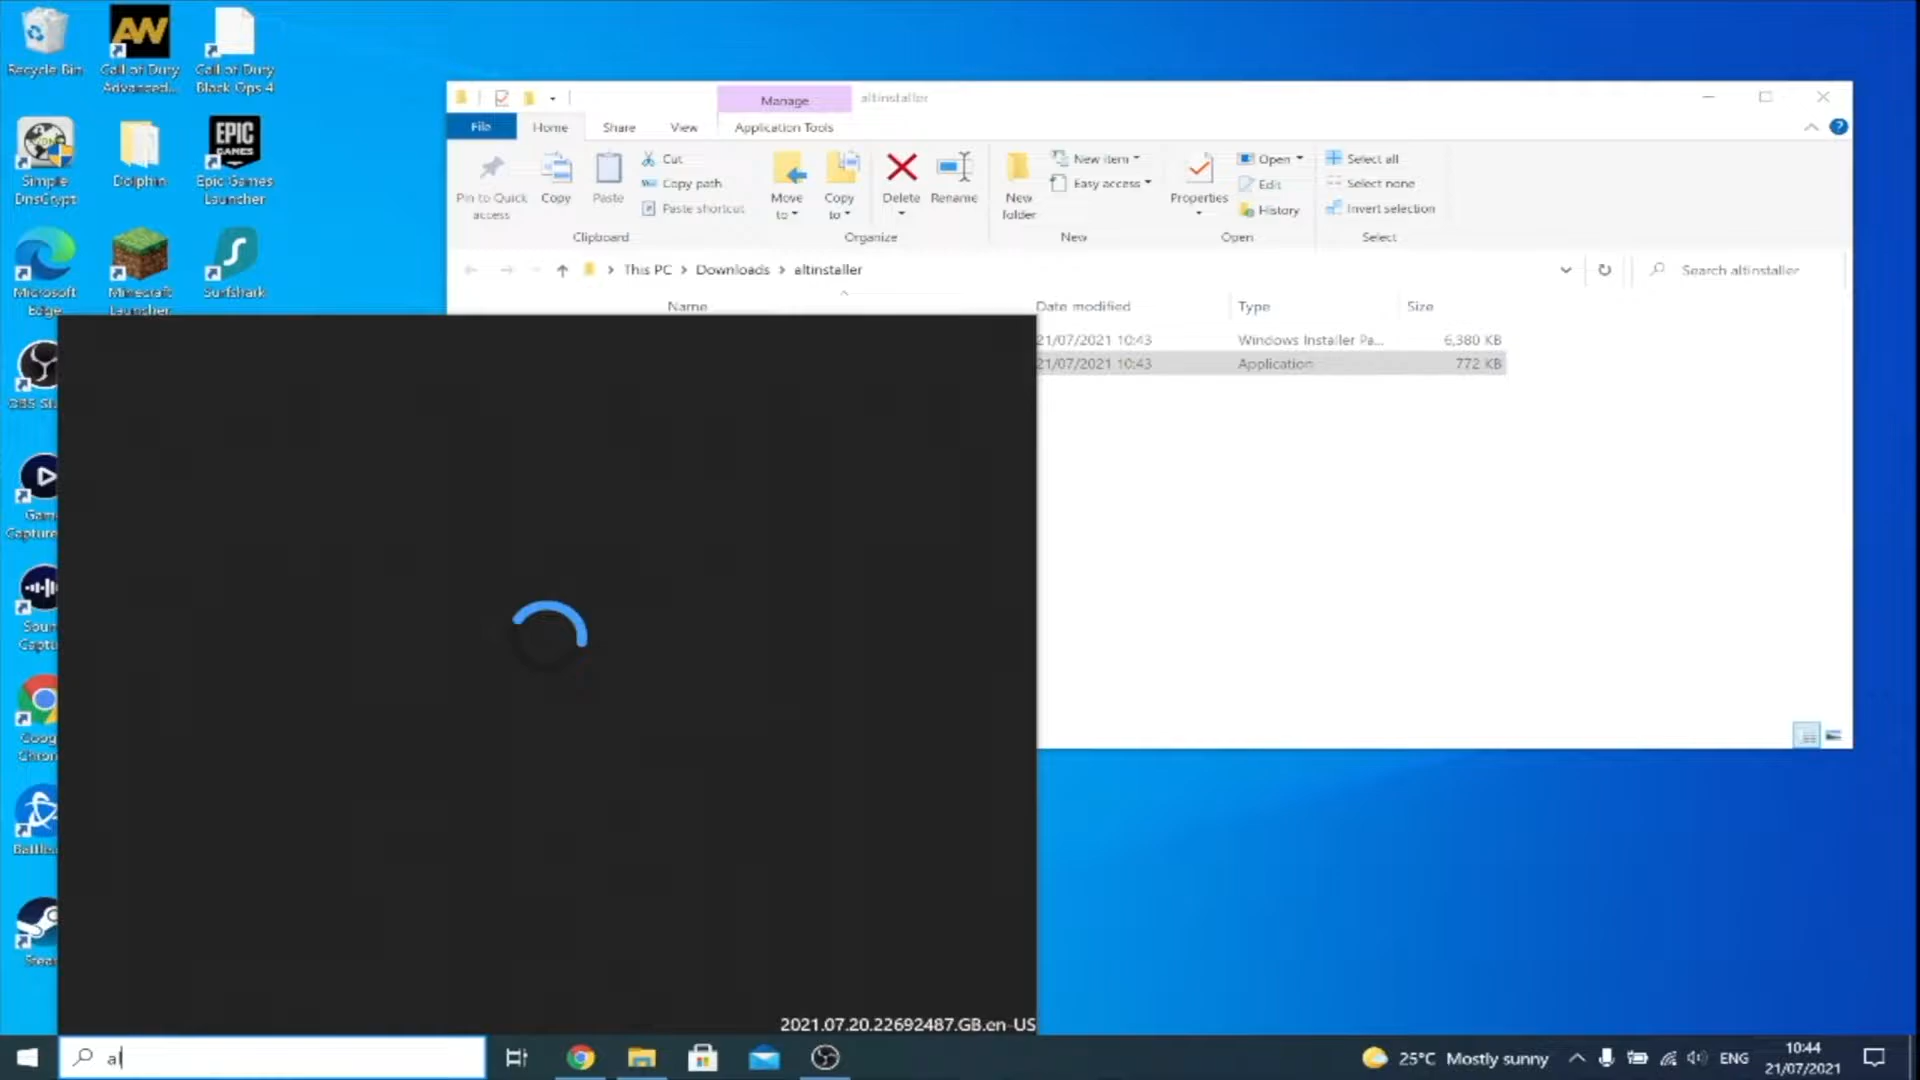 Recycle Bin
Call of Duty
Advanced...
Call of Duty
Black Ops 4
Simple
DnsCrypt
Dolphin
EPIC
GAMES
Epic Games
Launcher
Microsoft
Edge
Minecraft
Launcher
Surfshark
Capture
Manage
altinstaller
File
Home
Share
View
Application Tools
Pin to Quick
access
Copy
Paste
Cut
Copy path
Paste shortcut
Clipboard
Move
to
Copy
to
Delete
Rename
Organize
New
folder
New item
Easy access
New
Properties
Open
Edit
History
Open
Select all
Select none
Invert selection
Select
This PC > Downloads > altinstaller
Search altinstaller
Name
Date modified
Type
Size
21/07/2021 10:43
Windows Installer Pa...
6,380 KB
21/07/2021 10:43
Application
772 KB
2021.07.20.22692487.GB.en-US
al
25°C Mostly sunny
ENG
10:44
21/07/2021